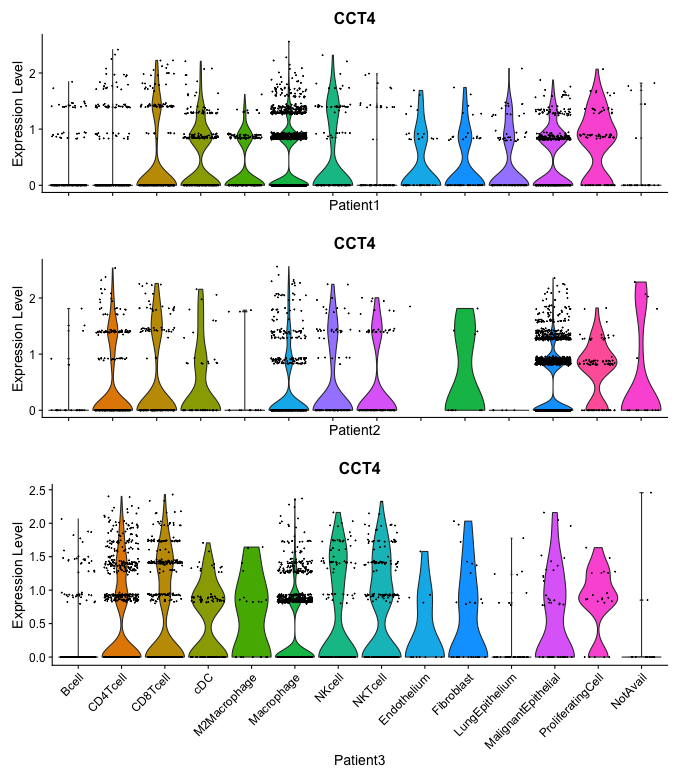 CCT4
Expression Level
2
1
0
Patient1
CCT4
Expression Level
2
1
0
Patient2
CCT4
Expression Level
2.5
2.0
1.5
1.0
0.5
0.0
Bcell
CD4Tcell
CD8Tcell
cDC
M2Macrophage
Macrophage
NKcell
NKTcell
Endothelium
Fibroblast
LungEpithelium
MalignantEpithelial
ProliferatingCell
NotAvail
Patient3